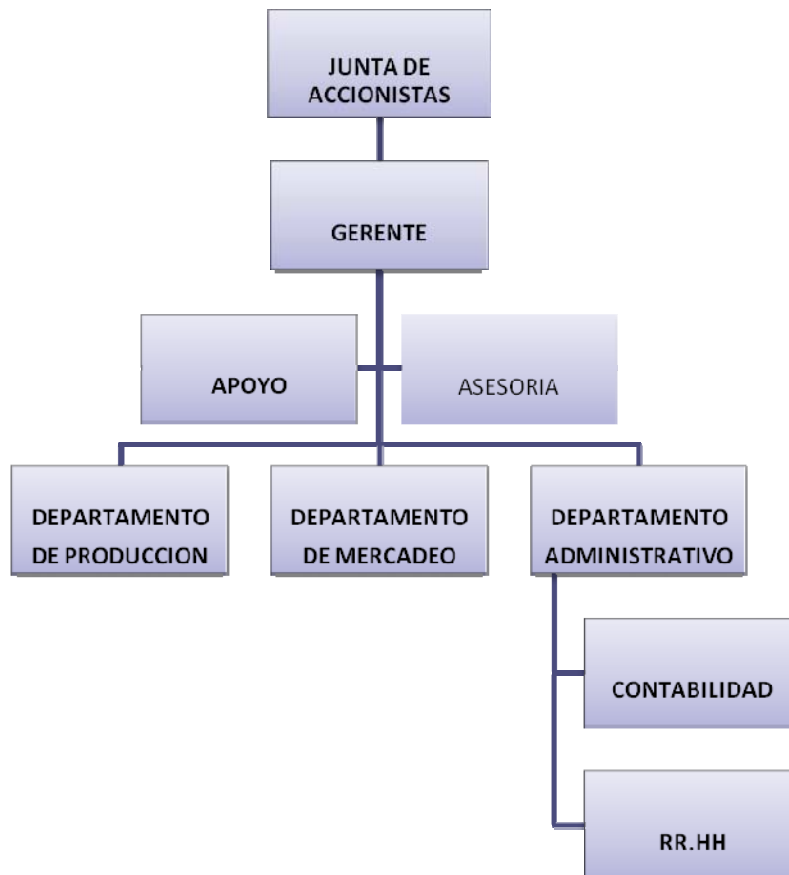 JUNTA DE
ACCIONISTAS
GERENTE
APOYO
ASESORIA
DEPARTAMENTO
DE PRODUCCION
DEPARTAMENTO
DE MERCADEO
DEPARTAMENTO
ADMINISTRATIVO
CONTABILIDAD
RR.HH